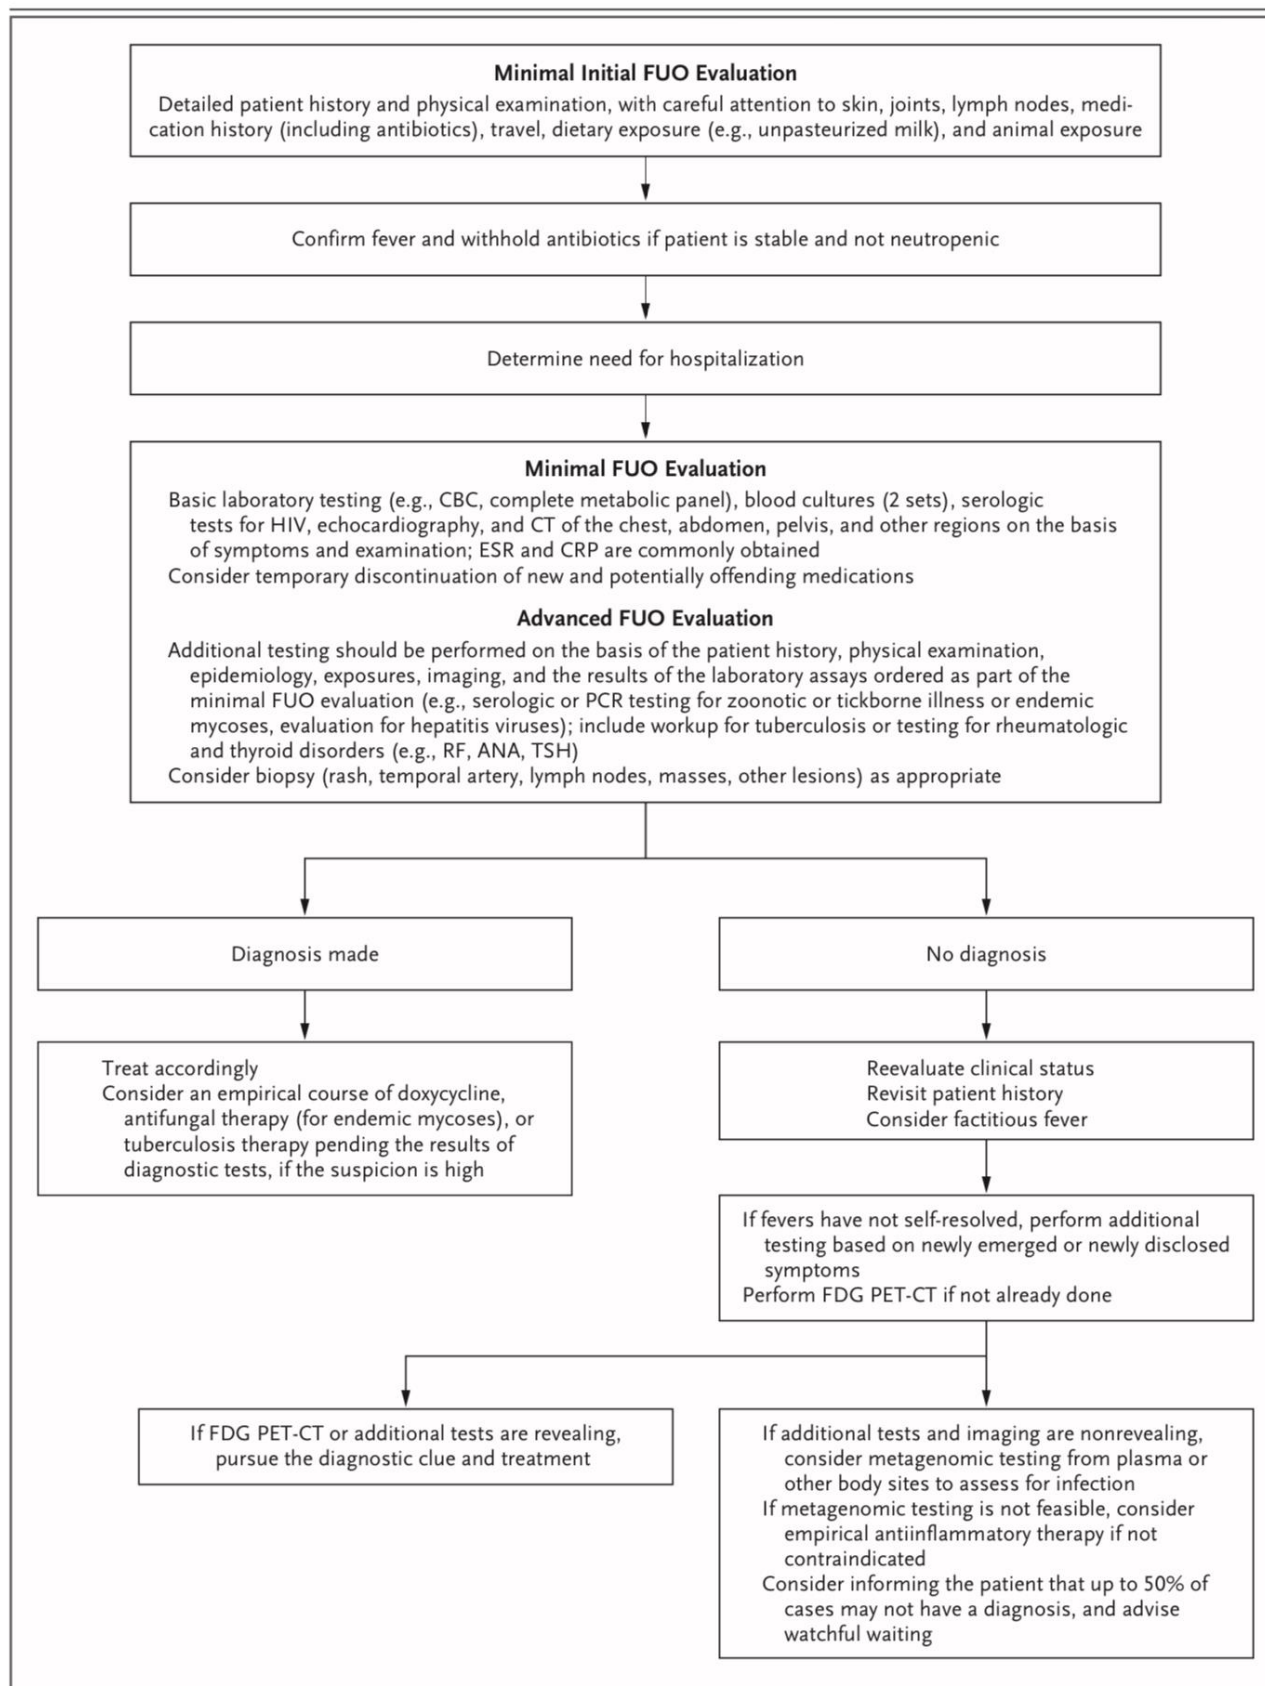 Minimal Initial FUO Evaluation
Detailed patient history and physical examination, with careful attention to skin, joints, lymph nodes, medi-
cation history (including antibiotics), travel, dietary exposure (e.g., unpasteurized milk), and animal exposure
Confirm fever and withhold antibiotics if patient is stable and not neutropenic
Determine need for hospitalization
Minimal FUO Evaluation
Basic laboratory testing (e.g., CBC, complete metabolic panel), blood cultures (2 sets), serologic
tests for HIV, echocardiography, and CT of the chest, abdomen, pelvis, and other regions on the basis
of symptoms and examination; ESR and CRP are commonly obtained
Consider temporary discontinuation of new and potentially offending medications
Advanced FUO Evaluation
Additional testing should be performed on the basis of the patient history, physical examination,
epidemiology, exposures, imaging, and the results of the laboratory assays ordered as part of the
minimal FUO evaluation (e.g., serologic or PCR testing for zoonotic or tickborne illness or endemic
mycoses, evaluation for hepatitis viruses); include workup for tuberculosis or testing for rheumatologic
and thyroid disorders (e.g., RF, ANA, TSH)
Consider biopsy (rash, temporal artery, lymph nodes, masses, other lesions) as appropriate
Diagnosis made
Treat accordingly
Consider an empirical course of doxycycline,
antifungal therapy (for endemic mycoses), or
tuberculosis therapy pending the results of
diagnostic tests, if the suspicion is high
No diagnosis
Reevaluate clinical status
Revisit patient history
Consider factitious fever
If fevers have not self-resolved, perform additional
testing based on newly emerged or newly disclosed
symptoms
Perform FDG PET-CT if not already done
If FDG PET-CT or additional tests are revealing,
pursue the diagnostic clue and treatment
If additional tests and imaging are nonrevealing,
consider metagenomic testing from plasma or
other body sites to assess for infection
If metagenomic testing is not feasible, consider
empirical antiinflammatory therapy if not
contraindicated
Consider informing the patient that up to 50% of
cases may not have a diagnosis, and advise
watchful waiting